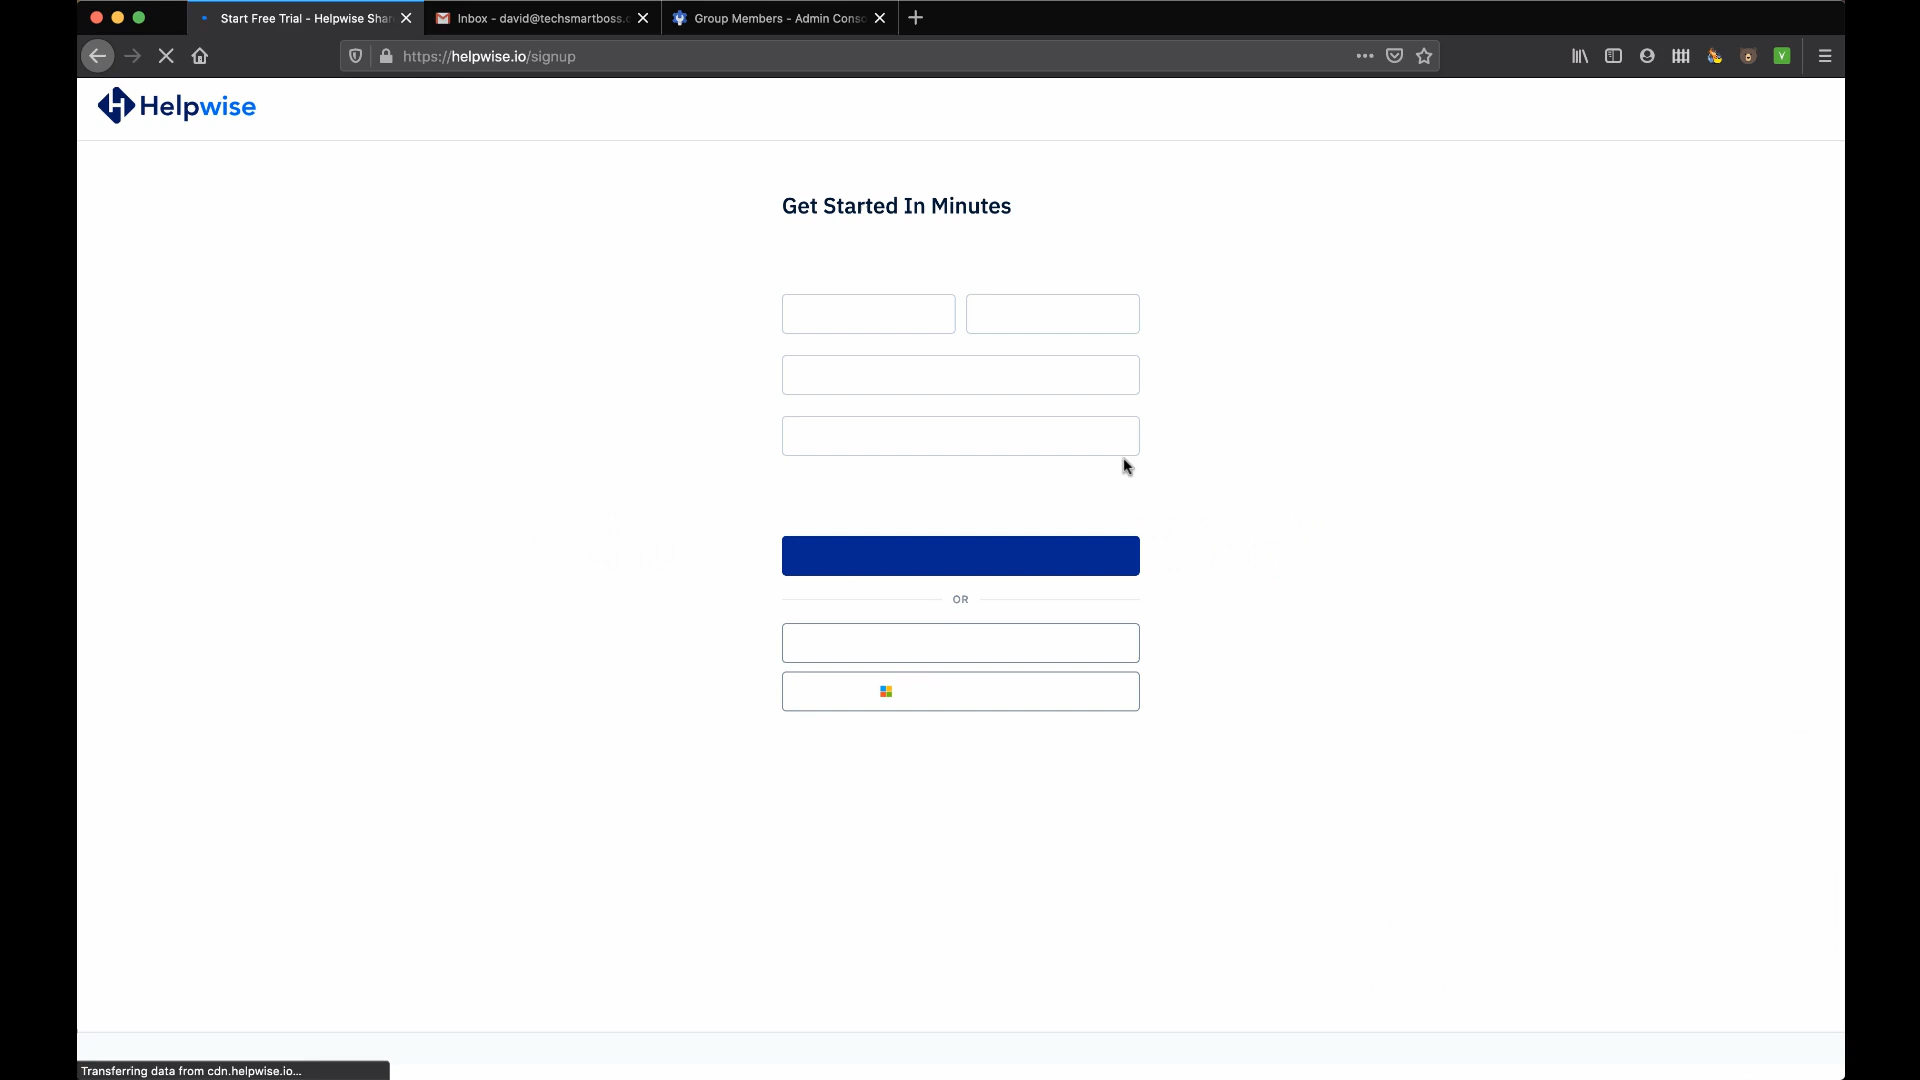 Start Free Trial - Helpwise Shar
Inbox - david@techsmartboss.c
Group Members - Admin Conso
https://helpwise.io/signup
Helpwise
Get Started In Minutes
OR
Transferring data from cdn.helpwise.io...